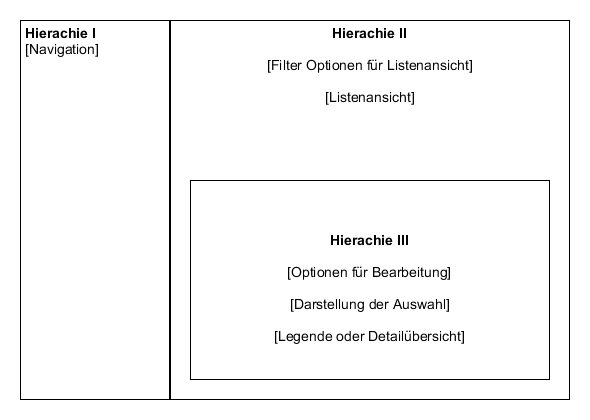 Hierachie I
[Navigation]
Hierachie II
[Filter Optionen für Listenansicht]
[Listenansicht]
Hierachie III
[Optionen für Bearbeitung]
[Darstellung der Auswahl]
[Legende oder Detailübersicht]